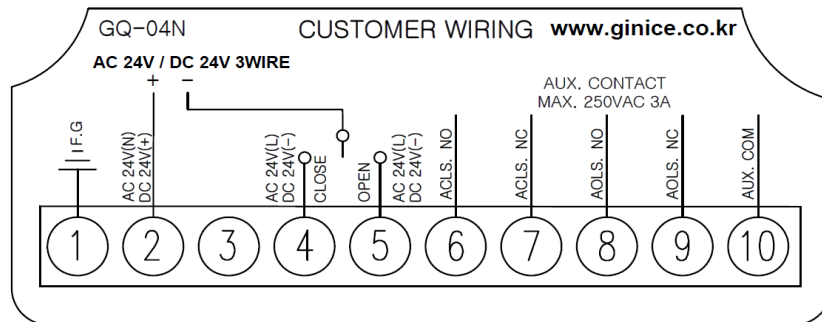 GQ-04N
CUSTOMER WIRING www.ginice.co.kr
AC 24V / DC 24V 3WIRE
+ −
AUX. CONTACT
MAX. 250VAC 3A
F.G
AC 24V(N)
DC 24V(+)
AC 24V(L)
DC 24V(-)
CLOSE
OPEN
AC 24V(L)
DC 24V(-)
ACLS. NO
ACLS. NC
AOLS. NO
AOLS. NC
AUX. COM
1 2 3 4 5 6 7 8 9 10